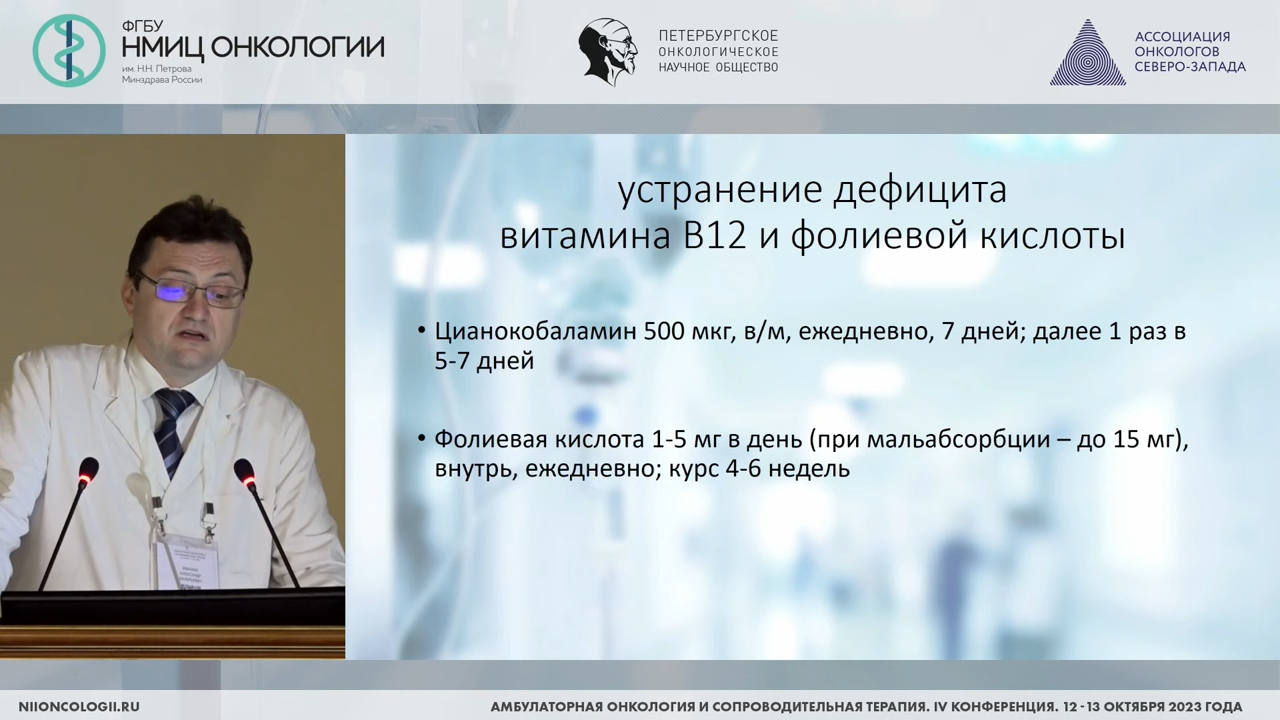 ФГБУ
НМИЦ ОНКОЛОГИИ
им. Н.Н. Петрова
Минздрава России
ПЕТЕРБУРГСКОЕ
ОНКОЛОГИЧЕСКОЕ
НАУЧНОЕ ОБЩЕСТВО
АССОЦИАЦИЯ
ОНКОЛОГОВ
СЕВЕРО-ЗАПАДА
устранение дефицита
витамина В12 и фолиевой кислоты
• Цианокобаламин 500 мкг, в/м, ежедневно, 7 дней; далее 1 раз в
5-7 дней
• Фолиевая кислота 1-5 мг в день (при мальабсорбции – до 15 мг),
внутрь, ежедневно; курс 4-6 недель
NIIONCOLOGII.RU
АМБУЛАТОРНАЯ ОНКОЛОГИЯ И СОПРОВОДИТЕЛЬНАЯ ТЕРАПИЯ. IV КОНФЕРЕНЦИЯ. 12-13 ОКТЯБРЯ 2023 ГОДА